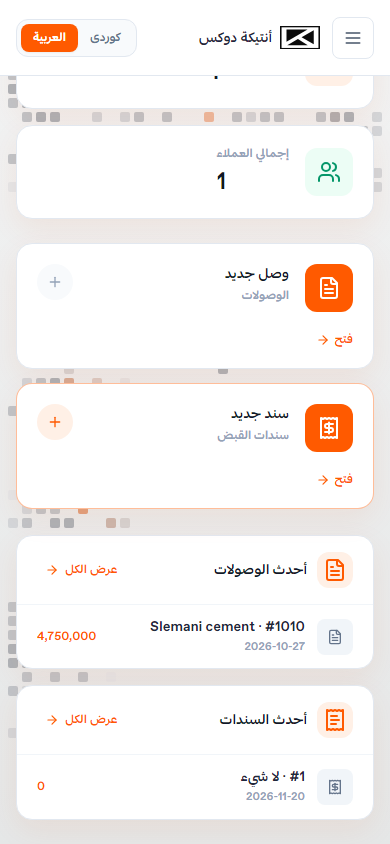 أنتيكة دوكس
كوردی
العربية
إجمالي العملاء
1
وصل جديد
الوصولات
فتح
سند جديد
سندات القبض
فتح
أحدث الوصولات
عرض الكل
Slemani cement · #1010
4,750,000
2026-10-27
أحدث السندات
عرض الكل
#1 · لا شيء
0
2026-11-20